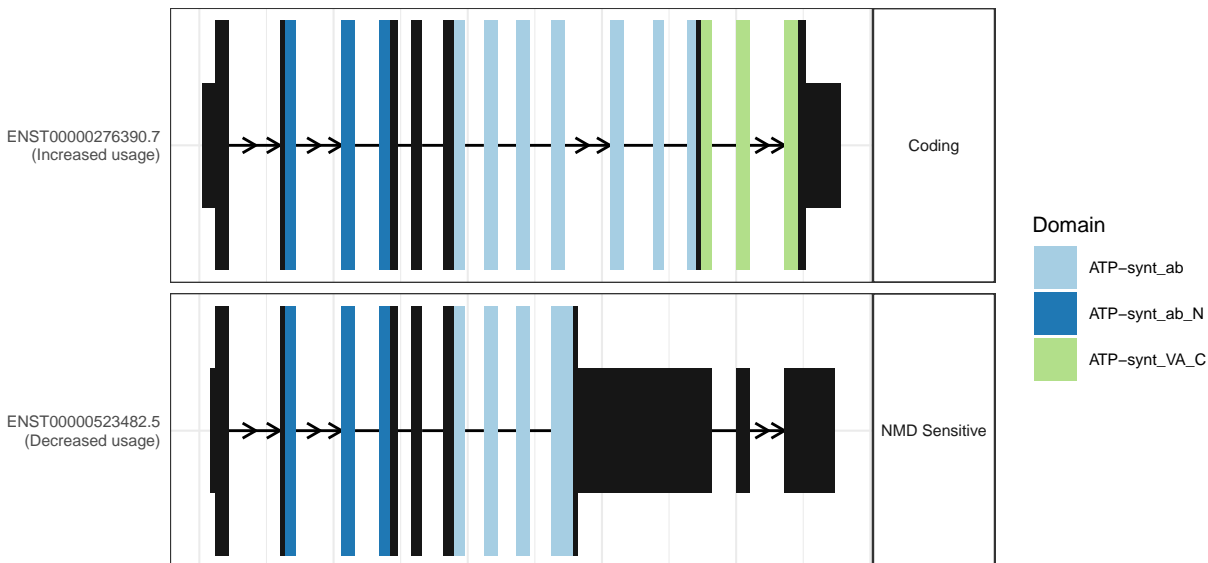 ENST00000276390.7
(Increased usage)
Coding
ENST00000523482.5
(Decreased usage)
NMD Sensitive
Domain
ATP−synt_ab
ATP−synt_ab_N
ATP−synt_VA_C